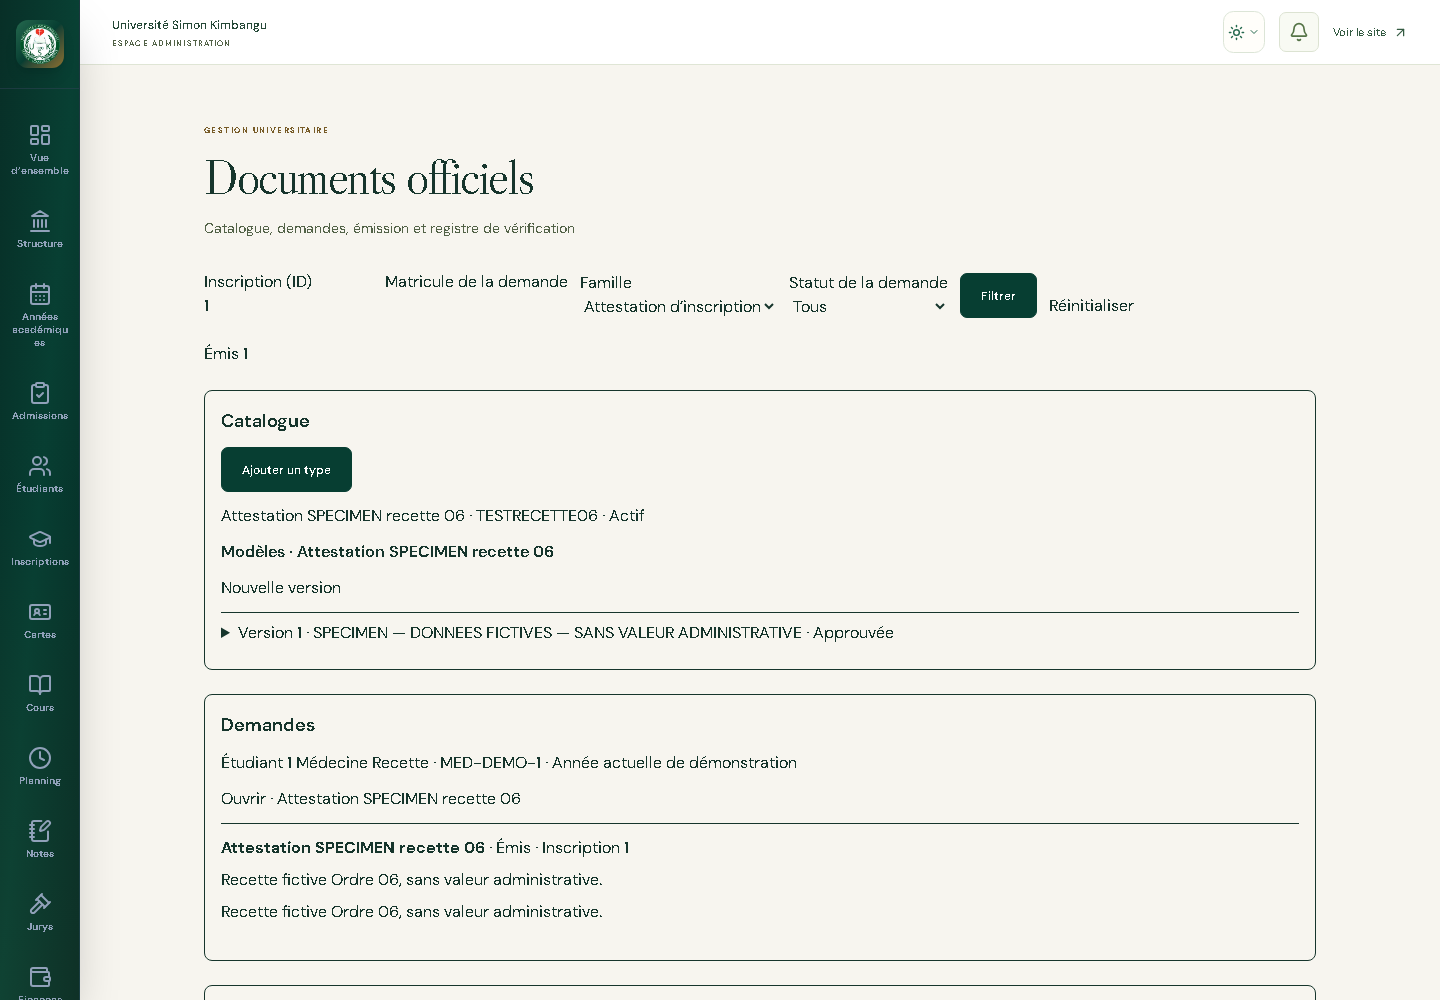 Université Simon Kimbangu
ESPACE ADMINISTRATION
Voir le site
Vue
d'ensemble
Structure
Années
académiqu
es
Admissions
Étudiants
Inscriptions
Cartes
Cours
Planning
Notes
Jurys
Finances
GESTION UNIVERSITAIRE
Documents officiels
Catalogue, demandes, émission et registre de vérification
Inscription (ID)
1
Matricule de la demande
Famille
Attestation d'inscription
Statut de la demande
Tous
Filtrer
Réinitialiser
Émis 1
Catalogue
Ajouter un type
Attestation SPECIMEN recette 06 · TESTRECETTE06 · Actif
Modèles · Attestation SPECIMEN recette 06
Nouvelle version
Version 1 · SPECIMEN — DONNEES FICTIVES — SANS VALEUR ADMINISTRATIVE · Approuvée
Demandes
Étudiant 1 Médecine Recette · MED-DEMO-1 · Année actuelle de démonstration
Ouvrir · Attestation SPECIMEN recette 06
Attestation SPECIMEN recette 06 · Émis · Inscription 1
Recette fictive Ordre 06, sans valeur administrative.
Recette fictive Ordre 06, sans valeur administrative.